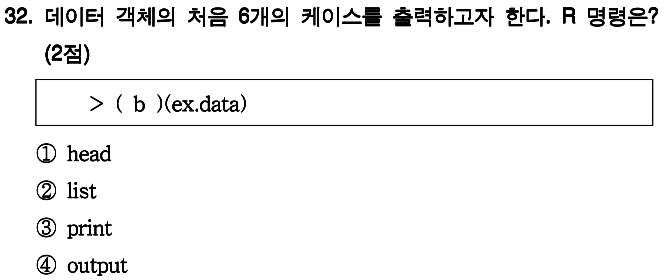 32. 데이터 객체의 처음 6개의 케이스를 출력하고자 한다. R 명령은?
(2점)
> ( b )(ex.data)
① head
② list
③ print
④ output